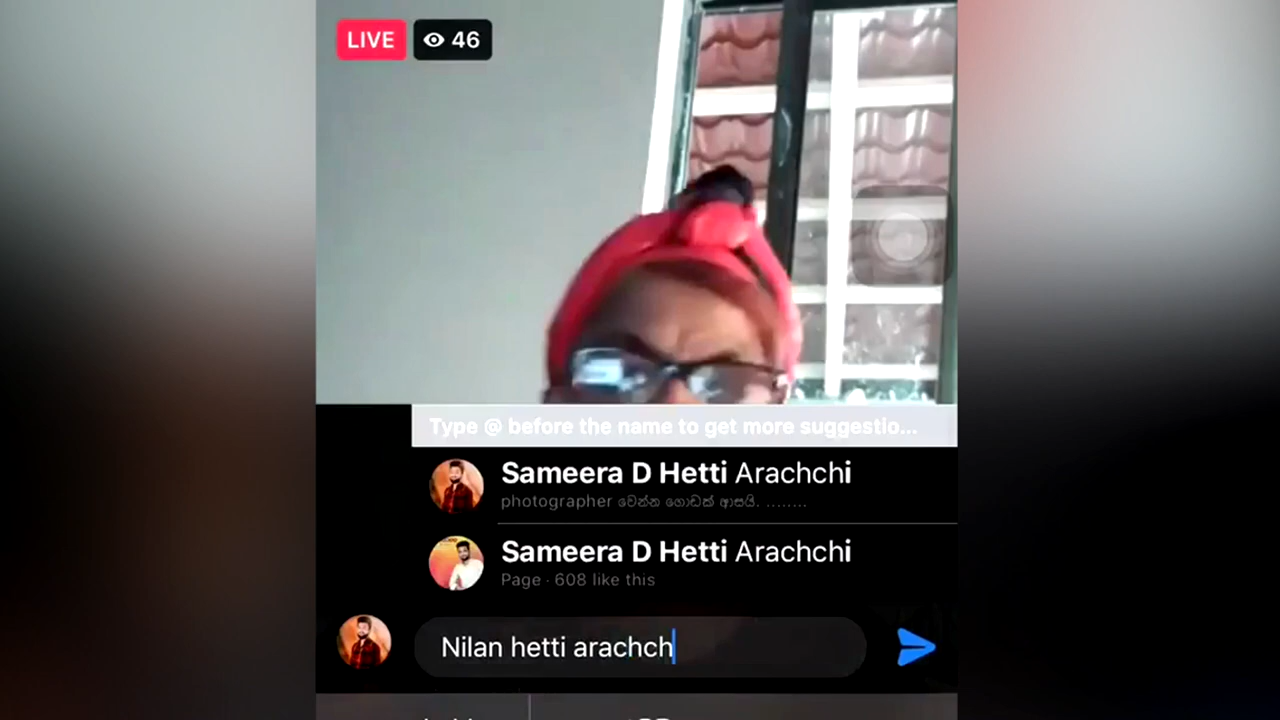 LIVE
46
Type @ before the name to get more suggestio...
Sameera D Hetti Arachchi
photographer වෙන්න ගොඩක් ආසයි. ........
Sameera D Hetti Arachchi
Page · 608 like this
Nilan hetti arachch